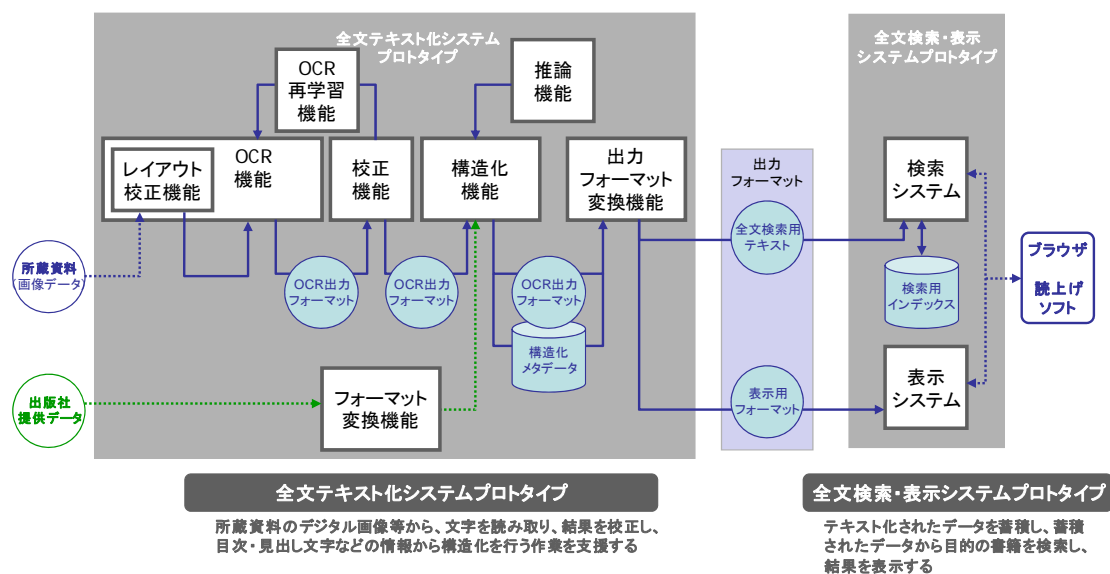 全文テキスト化システム
プロトタイプ
全文検索・表示
システムプロトタイプ
OCR
再学習
機能
推論
機能
レイアウト
校正機能
OCR
機能
校正
機能
構造化
機能
出力
フォーマット
変換機能
出力
フォーマット
検索
システム
全文検索用
テキスト
所蔵資料
(画像データ)
OCR出力
フォーマット
OCR出力
フォーマット
OCR出力
フォーマット
検索用
インデックス
ブラウザ
読上げ
ソフト
構造化
メタデータ
出版社
提供データ
フォーマット
変換機能
表示用
フォーマット
表示
システム
全文テキスト化システムプロトタイプ
所蔵資料のデジタル画像等から、文字を読み取り、結果を校正し、
目次・見出し文字などの情報から構造化を行う作業を支援する
全文検索・表示システムプロトタイプ
テキスト化されたデータを蓄積し、蓄積
されたデータから目的の書籍を検索し、
結果を表示する